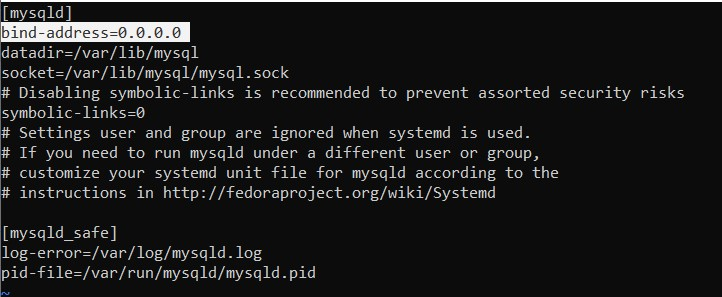 [mysqld]
bind-address=0.0.0.0
datadir=/var/lib/mysql
socket=/var/lib/mysql/mysql.sock
# Disabling symbolic-links is recommended to prevent assorted security risks
symbolic-links=0
# Settings user and group are ignored when systemd is used.
# If you need to run mysqld under a different user or group,
# customize your systemd unit file for mysqld according to the
# instructions in http://fedoraproject.org/wiki/Systemd

[mysqld_safe]
log-error=/var/log/mysqld.log
pid-file=/var/run/mysqld/mysqld.pid
~